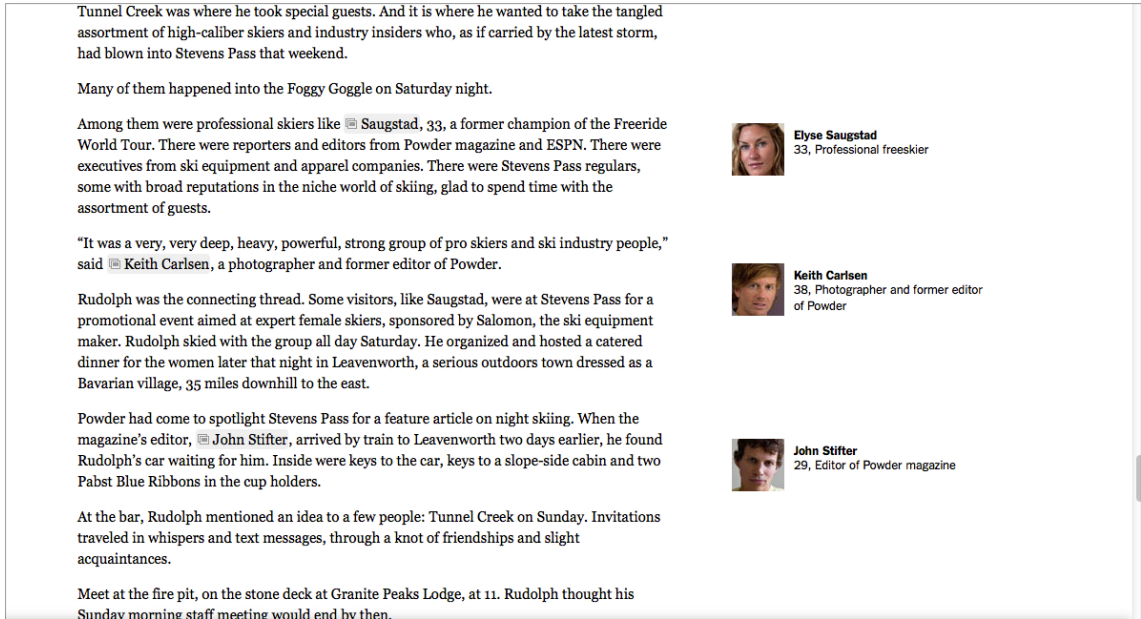 Tunnel Creek was where he took special guests. And it is where he wanted to take the tangled
assortment of high-caliber skiers and industry insiders who, as if carried by the latest storm,
had blown into Stevens Pass that weekend.
Many of them happened into the Foggy Goggle on Saturday night.
Among them were professional skiers like Saugstad, 33, a former champion of the Freeride
World Tour. There were reporters and editors from Powder magazine and ESPN. There were
executives from ski equipment and apparel companies. There were Stevens Pass regulars,
some with broad reputations in the niche world of skiing, glad to spend time with the
assortment of guests.
Elyse Saugstad
33, Professional freeskier
“It was a very, very deep, heavy, powerful, strong group of pro skiers and ski industry people,”
said Keith Carlsen, a photographer and former editor of Powder.
Keith Carlsen
38, Photographer and former editor
of Powder
Rudolph was the connecting thread. Some visitors, like Saugstad, were at Stevens Pass for a
promotional event aimed at expert female skiers, sponsored by Salomon, the ski equipment
maker. Rudolph skied with the group all day Saturday. He organized and hosted a catered
dinner for the women later that night in Leavenworth, a serious outdoors town dressed as a
Bavarian village, 35 miles downhill to the east.
Powder had come to spotlight Stevens Pass for a feature article on night skiing. When the
magazine’s editor, John Stifter, arrived by train to Leavenworth two days earlier, he found
Rudolph’s car waiting for him. Inside were keys to the car, keys to a slope-side cabin and two
Pabst Blue Ribbons in the cup holders.
John Stifter
29, Editor of Powder magazine
At the bar, Rudolph mentioned an idea to a few people: Tunnel Creek on Sunday. Invitations
traveled in whispers and text messages, through a knot of friendships and slight
acquaintances.
Meet at the fire pit, on the stone deck at Granite Peaks Lodge, at 11. Rudolph thought his
Sunday morning staff meeting would end by then.